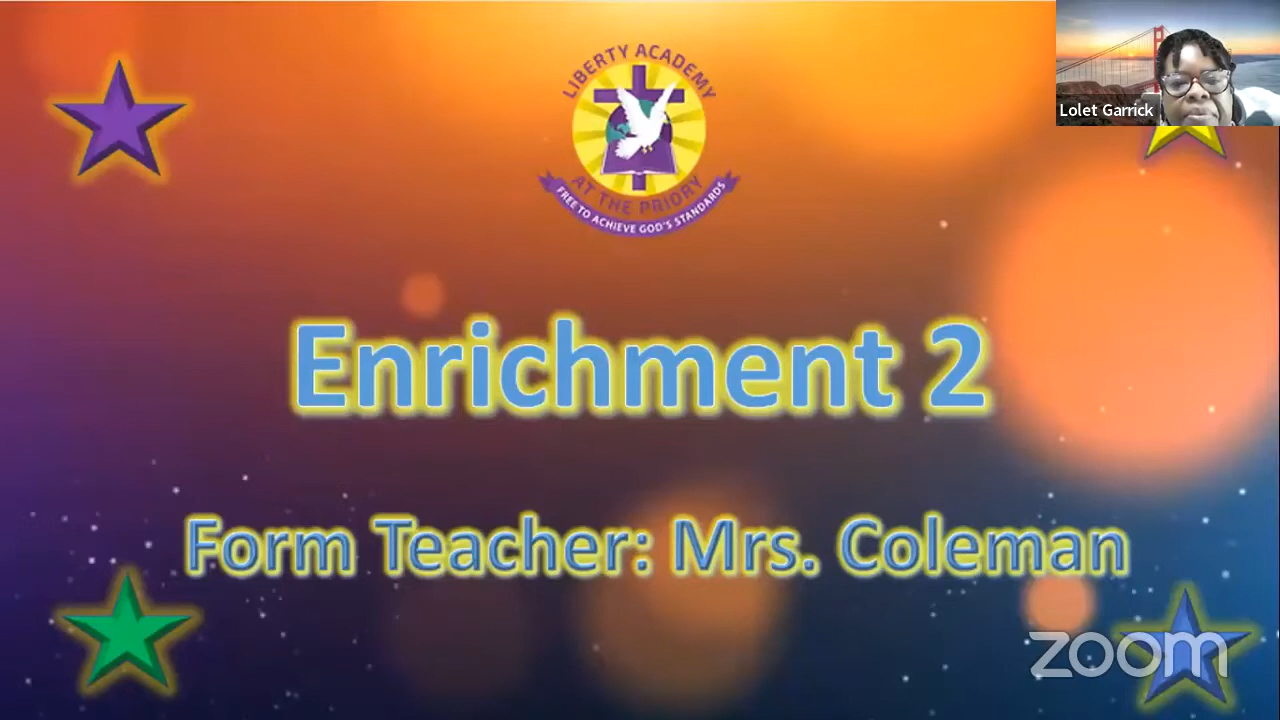 LIBERTY ACADEMY
AT THE PRIORY
FREE TO ACHIEVE GOD'S STANDARDS
Lolet Garrick
Enrichment 2
Form Teacher: Mrs. Coleman
zoom